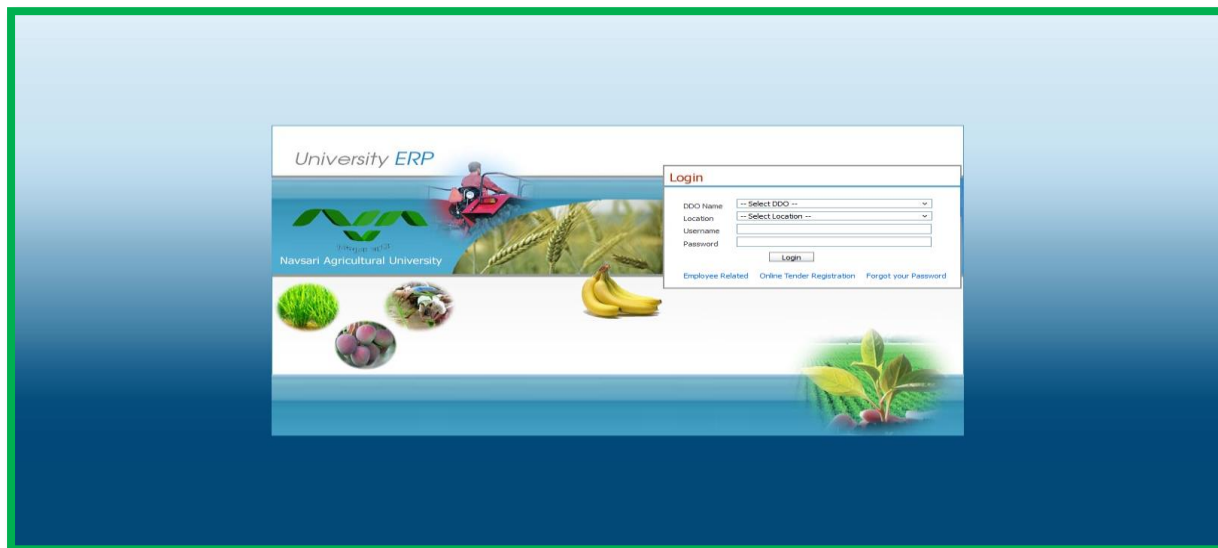 University ERP
Login
DDO Name -- Select DDO --
Location -- Select Location --
Username
Password
Login
Navsari Agricultural University
Employee Related Online Tender Registration Forgot your Password